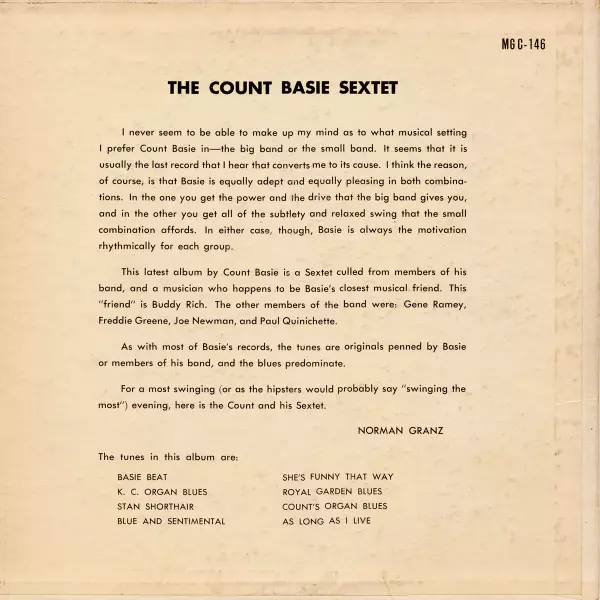 MG C-146
THE COUNT BASIE SEXTET
I never seem to be able to make up my mind as to what musical setting
I prefer Count Basie in—the big band or the small band. It seems that it is
usually the last record that I hear that converts me to its cause. I think the reason,
of course, is that Basie is equally adept and equally pleasing in both combina-
tions. In the one you get the power and the drive that the big band gives you,
and in the other you get all of the subtlety and relaxed swing that the small
combination affords. In either case, though, Basie is always the motivation
rhythmically for each group.
This latest album by Count Basie is a Sextet culled from members of his
band, and a musician who happens to be Basie's closest musical friend. This
"friend" is Buddy Rich. The other members of the band were: Gene Ramey,
Freddie Greene, Joe Newman, and Paul Quinichette.
As with most of Basie's records, the tunes are originals penned by Basie
or members of his band, and the blues predominate.
For a most swinging (or as the hipsters would probably say "swinging the
most") evening, here is the Count and his Sextet.
NORMAN GRANZ
The tunes in this album are:
BASIE BEAT
K. C. ORGAN BLUES
STAN SHORTHAIR
BLUE AND SENTIMENTAL
SHE'S FUNNY THAT WAY
ROYAL GARDEN BLUES
COUNT'S ORGAN BLUES
AS LONG AS I LIVE